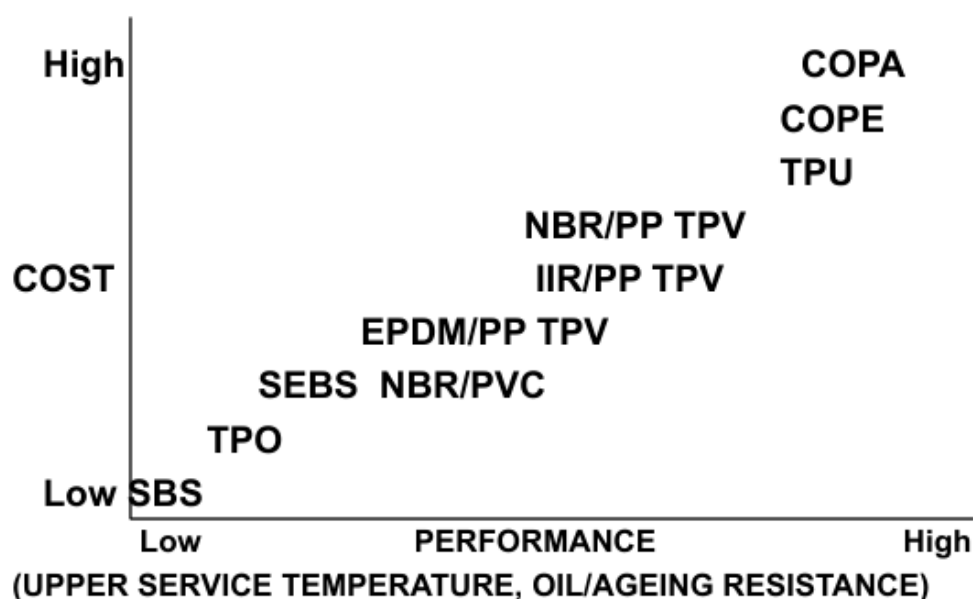 High COPA
COPE
TPU
NBR/PP TPV
COST IIR/PP TPV
EPDM/PP TPV
SEBS NBR/PVC
TPO
Low SBS
Low PERFORMANCE High
(UPPER SERVICE TEMPERATURE, OIL/AGEING RESISTANCE)